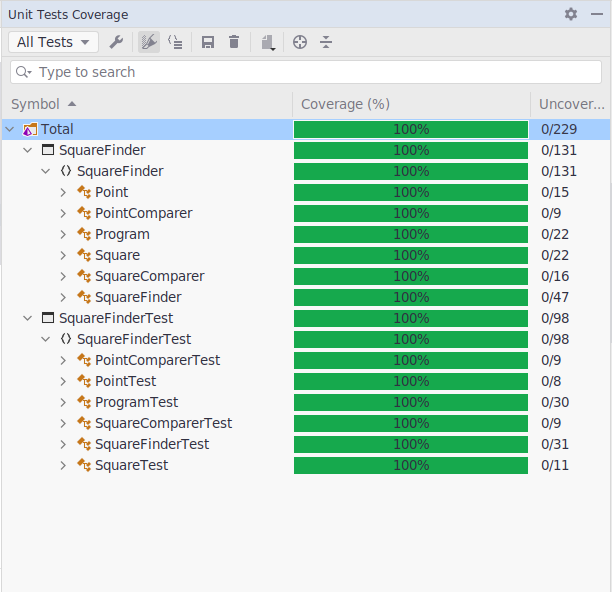 Unit Tests Coverage
All Tests
Type to search
Symbol Coverage (%) Uncover...
Total 100% 0/229
SquareFinder 100% 0/131
SquareFinder 100% 0/131
Point 100% 0/15
PointComparer 100% 0/9
Program 100% 0/22
Square 100% 0/22
SquareComparer 100% 0/16
SquareFinder 100% 0/47
SquareFinderTest 100% 0/98
SquareFinderTest 100% 0/98
PointComparerTest 100% 0/9
PointTest 100% 0/8
ProgramTest 100% 0/30
SquareComparerTest 100% 0/9
SquareFinderTest 100% 0/31
SquareTest 100% 0/11